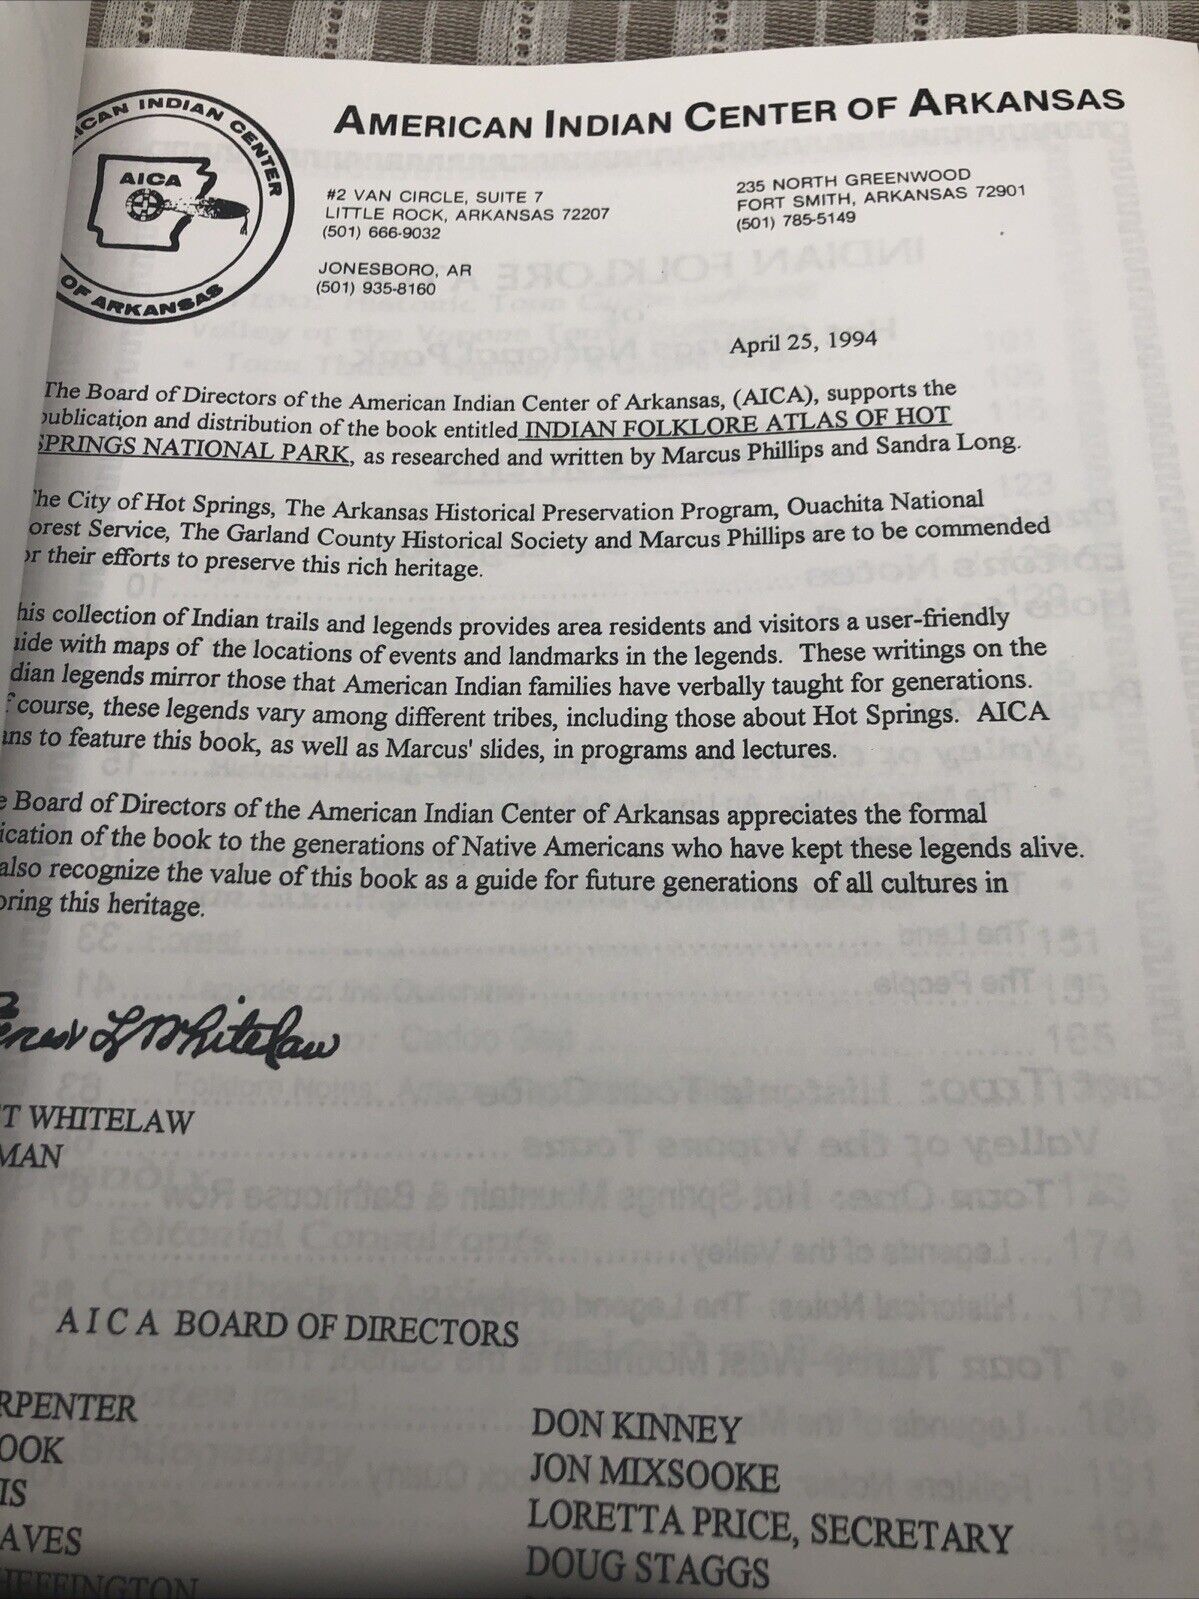 AMERICAN INDIAN CENTER OF ARKANSAS
ICAN INDIAN CENTER
AICA
OF ARKANSAS
#2 VAN CIRCLE, SUITE 7
LITTLE ROCK, ARKANSAS 72207
(501) 666-9032
JONESBORO, AR
(501) 935-8160
235 NORTH GREENWOOD
FORT SMITH, ARKANSAS 72901
(501) 785-5149
April 25, 1994
The Board of Directors of the American Indian Center of Arkansas, (AICA), supports the
publication and distribution of the book entitled INDIAN FOLKLORE ATLAS OF HOT
SPRINGS NATIONAL PARK, as researched and written by Marcus Phillips and Sandra Long.
The City of Hot Springs, The Arkansas Historical Preservation Program, Ouachita National
orest Service, The Garland County Historical Society and Marcus Phillips are to be commended
or their efforts to preserve this rich heritage.
his collection of Indian trails and legends provides area residents and visitors a user-friendly
uide with maps of the locations of events and landmarks in the legends. These writings on the
dian legends mirror those that American Indian families have verbally taught for generations.
f course, these legends vary among different tribes, including those about Hot Springs. AICA
ans to feature this book, as well as Marcus' slides, in programs and lectures.
e Board of Directors of the American Indian Center of Arkansas appreciates the formal
ication of the book to the generations of Native Americans who have kept these legends alive.
also recognize the value of this book as a guide for future generations of all cultures in
oring this heritage.
L Whitelaw
T WHITELAW
MAN
A I C A BOARD OF DIRECTORS
RPENTER
OOK
IS
AVES
HEFFINGTON
DON KINNEY
JON MIXSOOKE
LORETTA PRICE, SECRETARY
DOUG STAGGS